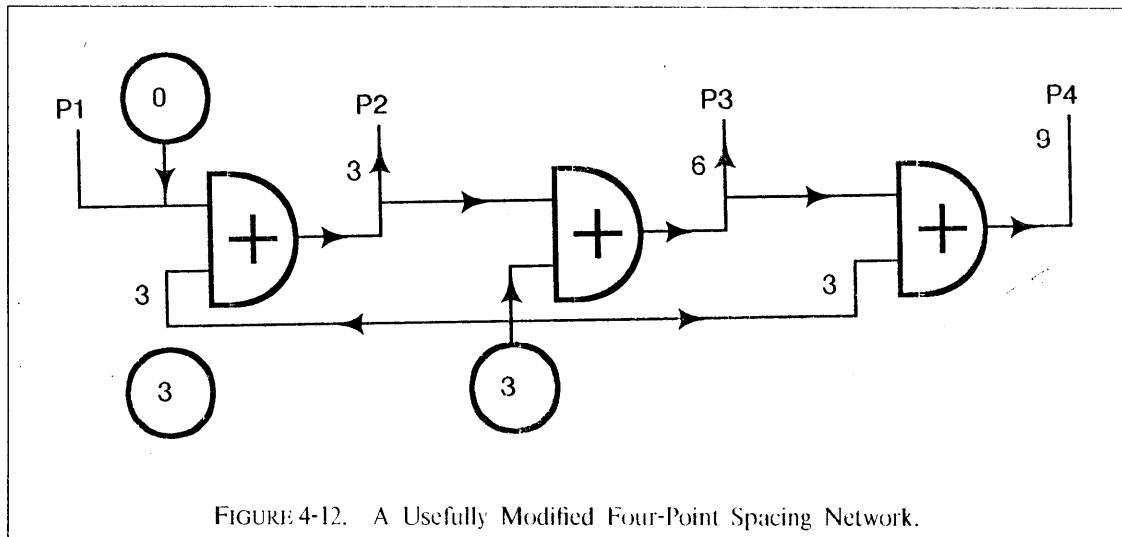 0
P1
P2
P3
P4
3
6
9
+
+
+
3
3
3
3
FIGURE 4-12. A Usefully Modified Four-Point Spacing Network.